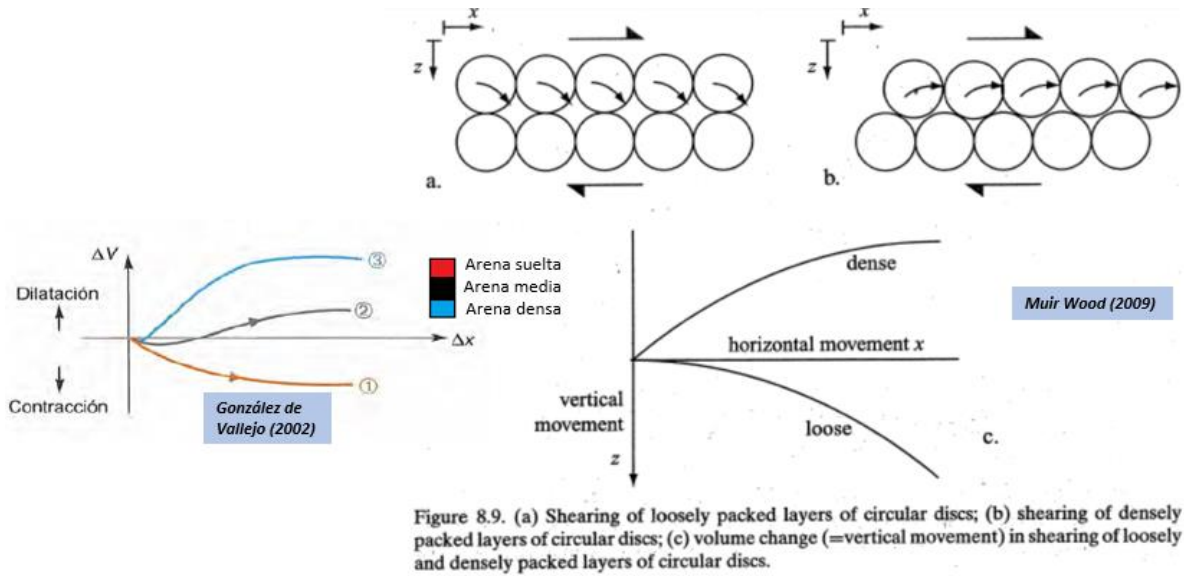 x
z
a.
x
z
b.
ΔV
Dilatación
Contracción
Δx
③
②
①
González de
Vallejo (2002)
Arena suelta
Arena media
Arena densa
dense
horizontal movement x
vertical
movement
z
loose
c.
Muir Wood (2009)
Figure 8.9. (a) Shearing of loosely packed layers of circular discs; (b) shearing of densely
packed layers of circular discs; (c) volume change (=vertical movement) in shearing of loosely
and densely packed layers of circular discs.